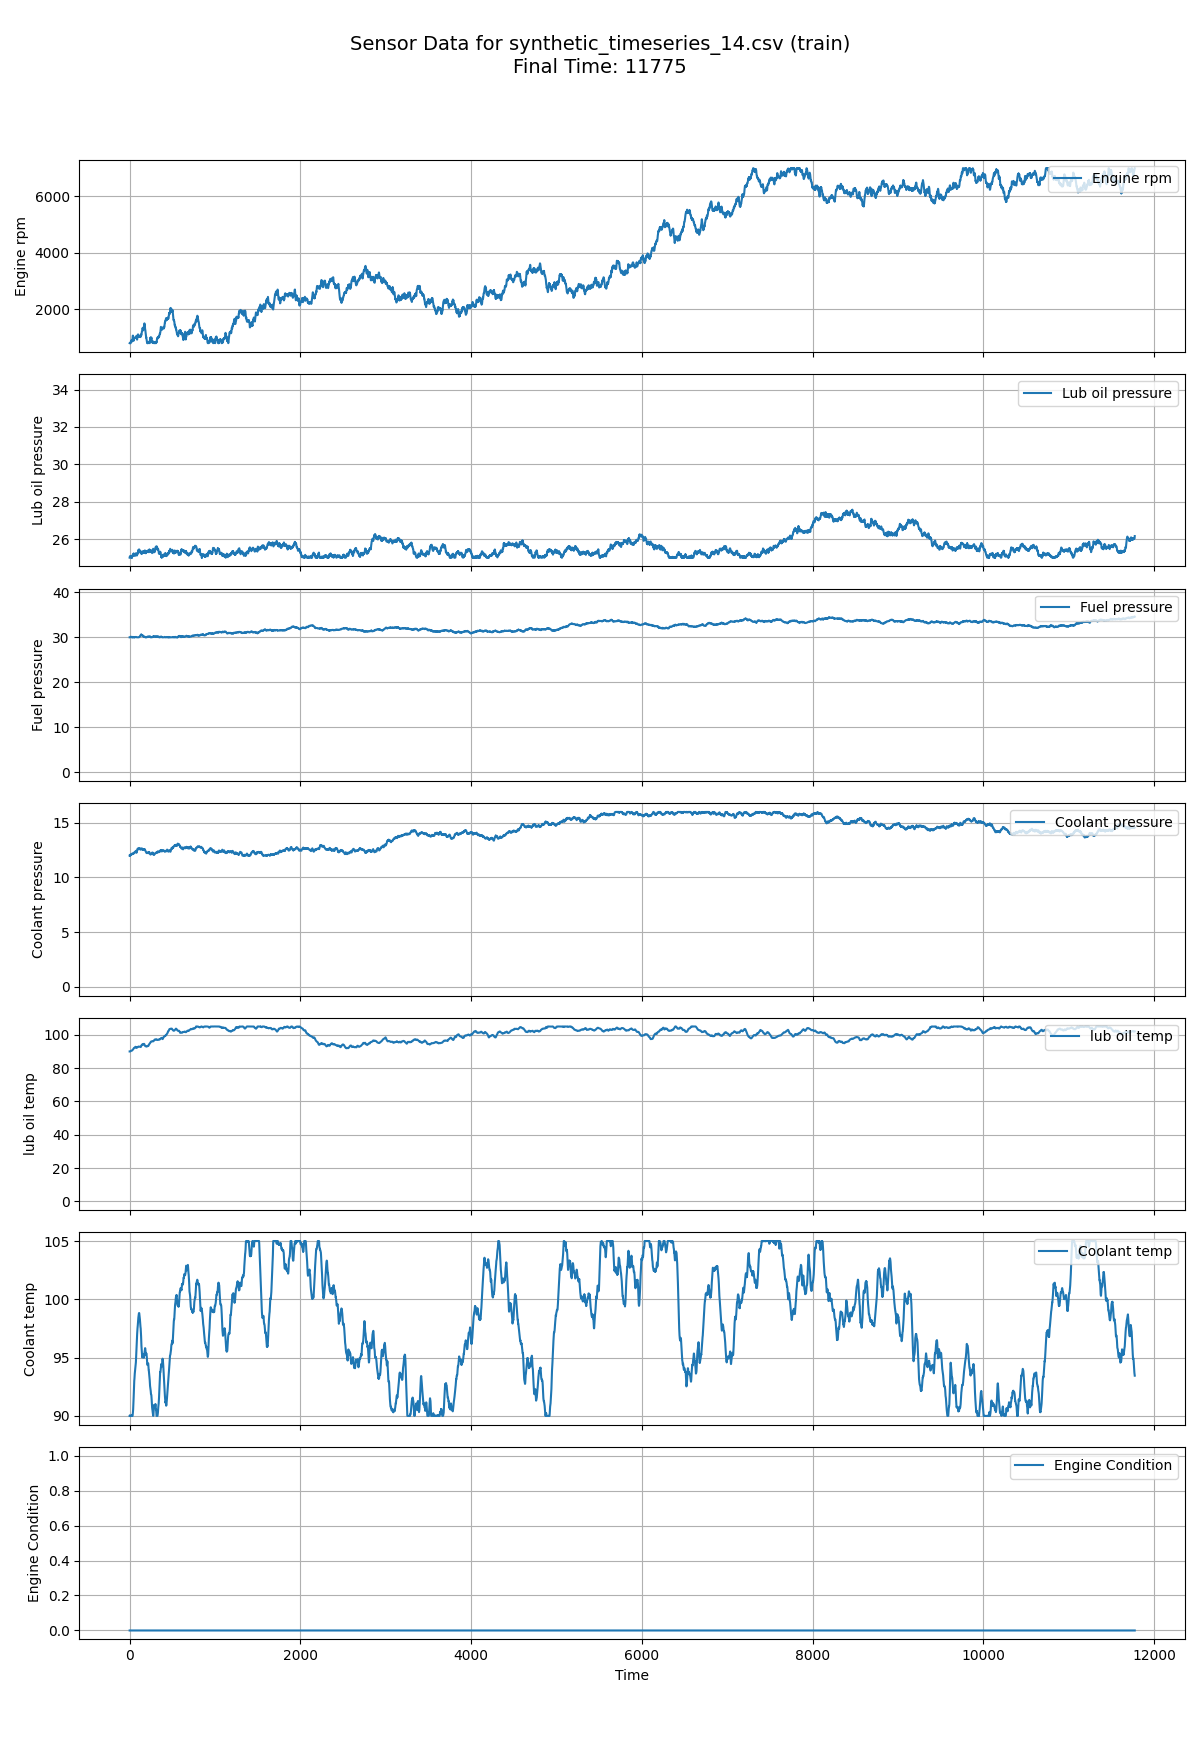 Sensor Data for synthetic_timeseries_14.csv (train)
Final Time: 11775
6000
4000
2000
Engine rpm
Engine rpm
34
32
30
28
26
Lub oil pressure
Lub oil pressure
40
30
20
10
0
Fuel pressure
Fuel pressure
15
10
5
0
Coolant pressure
Coolant pressure
100
80
60
40
20
0
lub oil temp
lub oil temp
105
100
95
90
Coolant temp
Coolant temp
1.0
0.8
0.6
0.4
0.2
0.0
Engine Condition
Engine Condition
0 2000 4000 6000 8000 10000 12000
Time